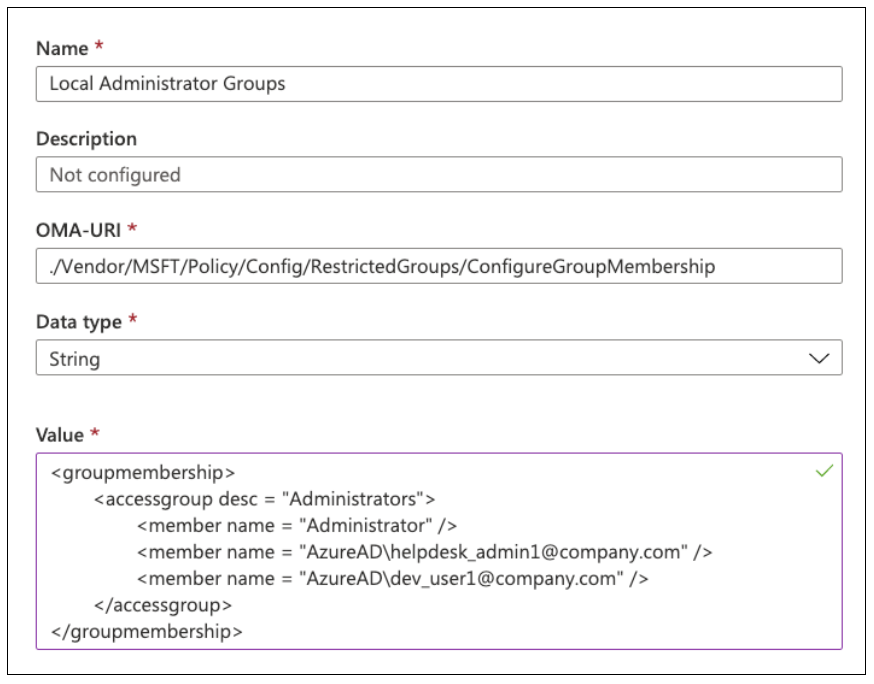 Name *
Local Administrator Groups
Description
Not configured
OMA-URI *
./Vendor/MSFT/Policy/Config/RestrictedGroups/ConfigureGroupMembership
Data type *
String
Value *
<groupmembership>
<accessgroup desc = "Administrators">
<member name = "Administrator" />
<member name = "AzureAD\helpdesk_admin1@company.com" />
<member name = "AzureAD\dev_user1@company.com" />
</accessgroup>
</groupmembership>